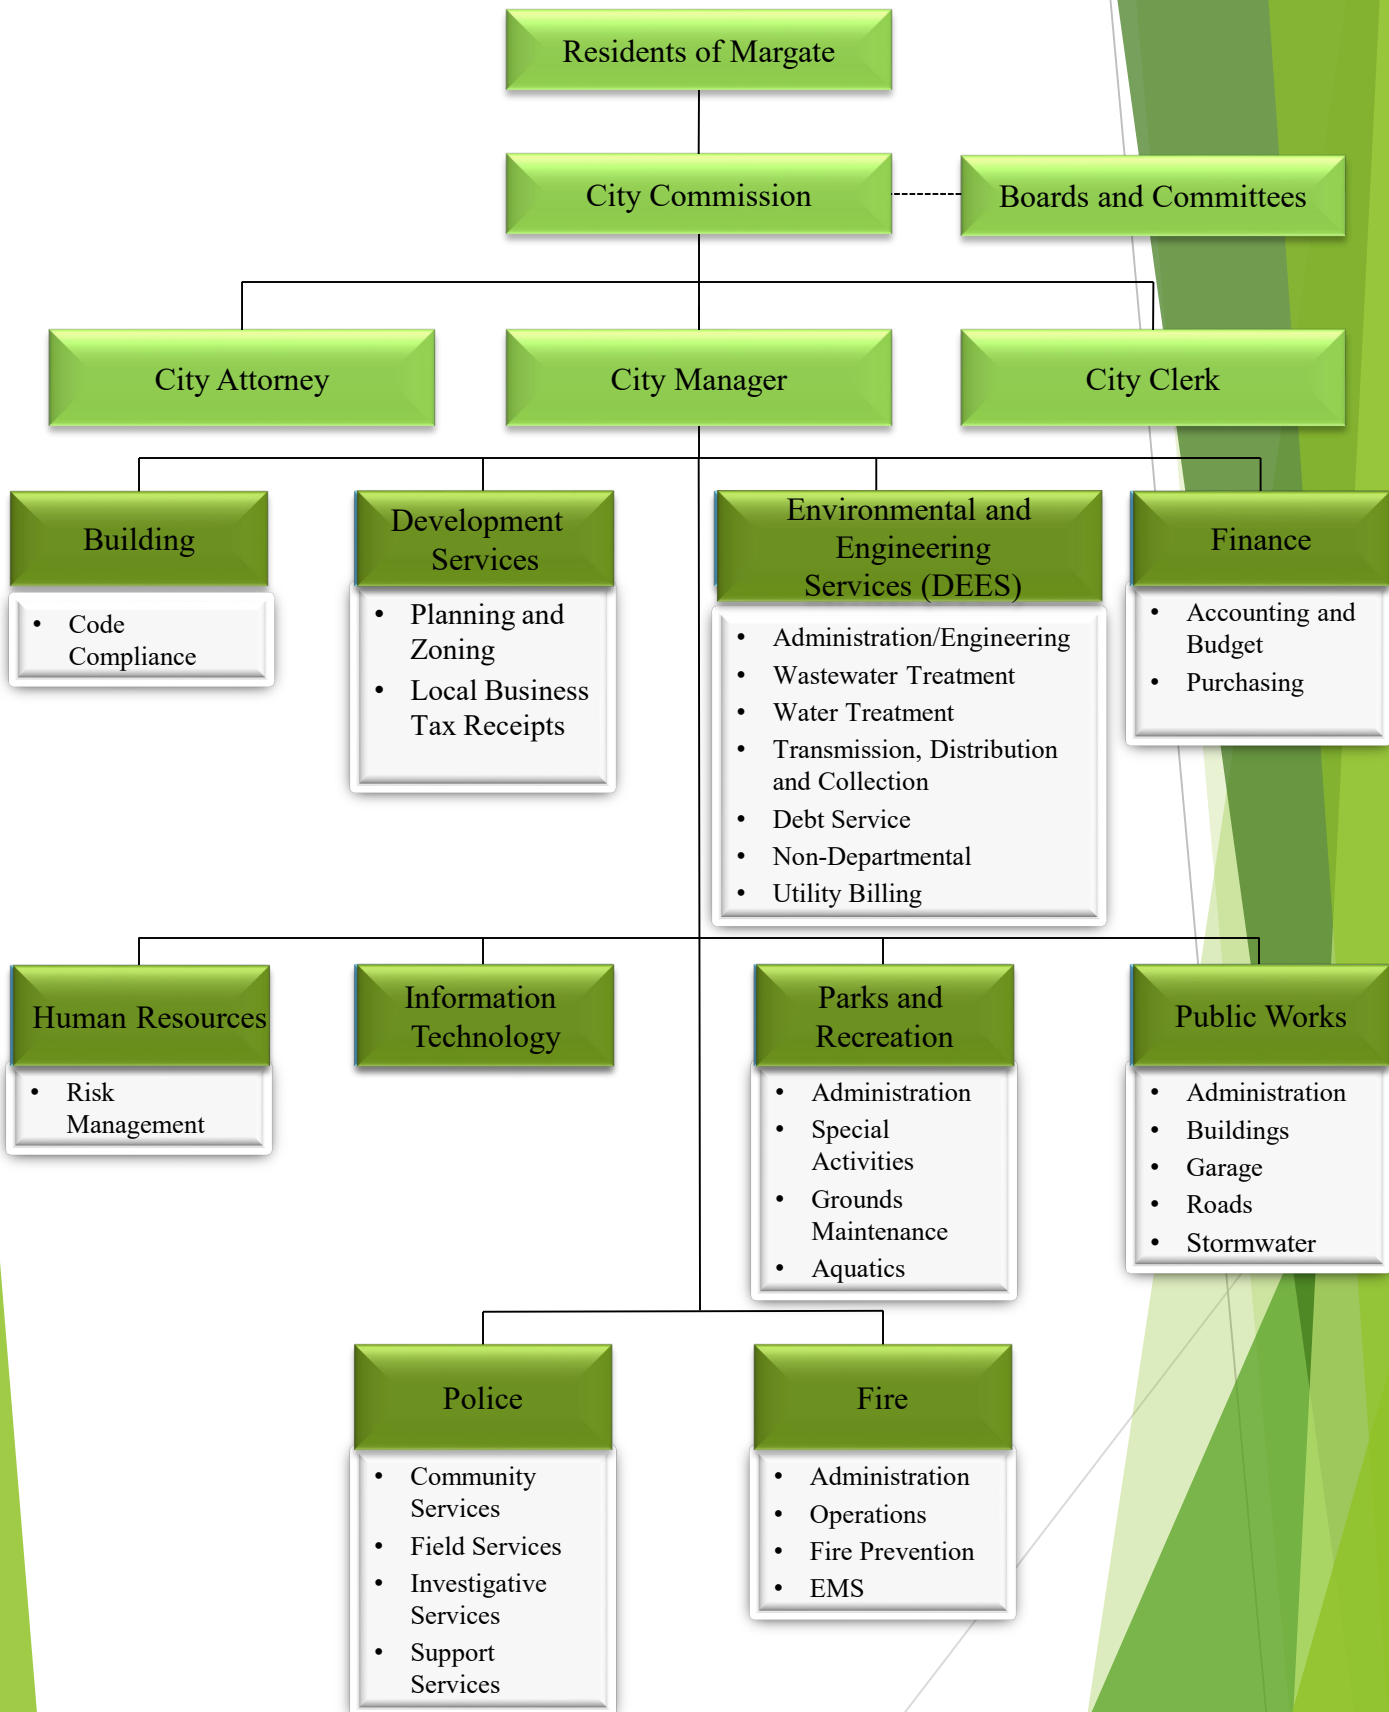 Residents of Margate
City Commission
Boards and Committees
City Attorney
City Manager
City Clerk
Building
• Code
Compliance
Development
Services
• Planning and
Zoning
• Local Business
Tax Receipts
Environmental and
Engineering
Services (DEES)
• Administration/Engineering
• Wastewater Treatment
• Water Treatment
• Transmission, Distribution
and Collection
• Debt Service
• Non-Departmental
• Utility Billing
Finance
• Accounting and
Budget
• Purchasing
Human Resources
• Risk
Management
Information
Technology
Parks and
Recreation
• Administration
• Special
Activities
• Grounds
Maintenance
• Aquatics
Public Works
• Administration
• Buildings
• Garage
• Roads
• Stormwater
Police
• Community
Services
• Field Services
• Investigative
Services
• Support
Services
Fire
• Administration
• Operations
• Fire Prevention
• EMS